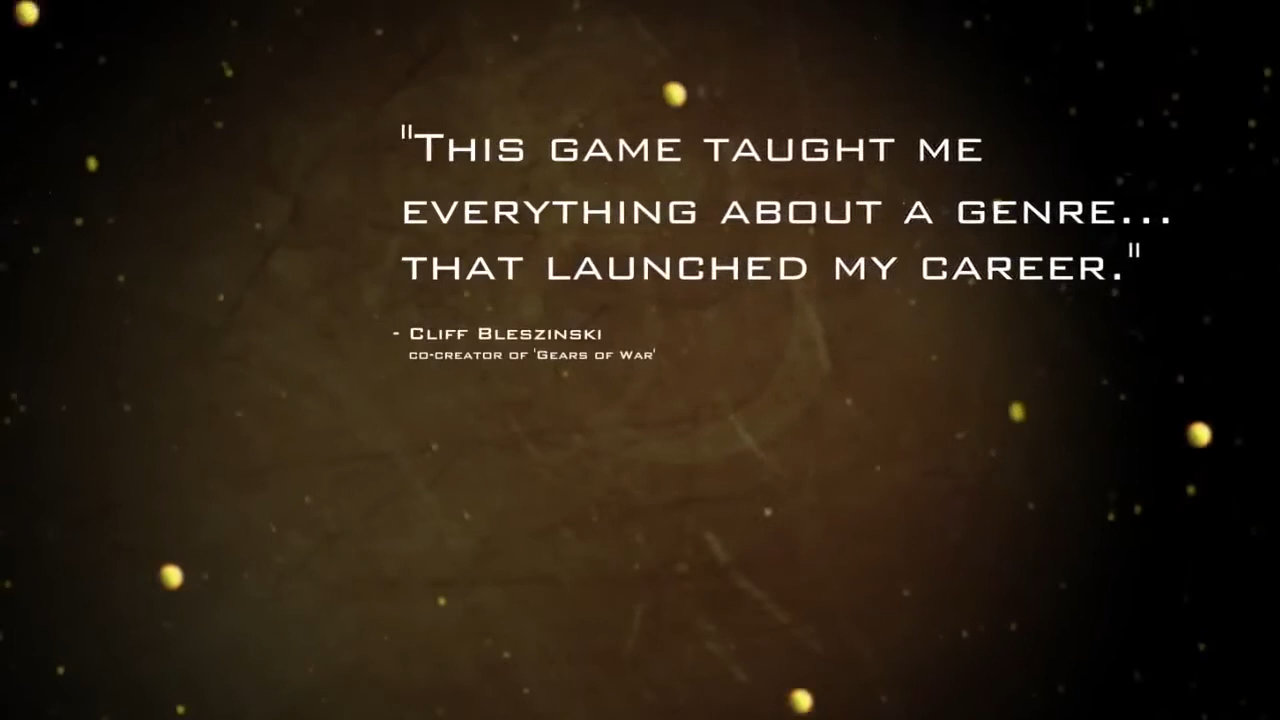 "This game taught me
everything about a genre...
that launched my career."
- Cliff Bleszinski
co-creator of 'Gears of War'